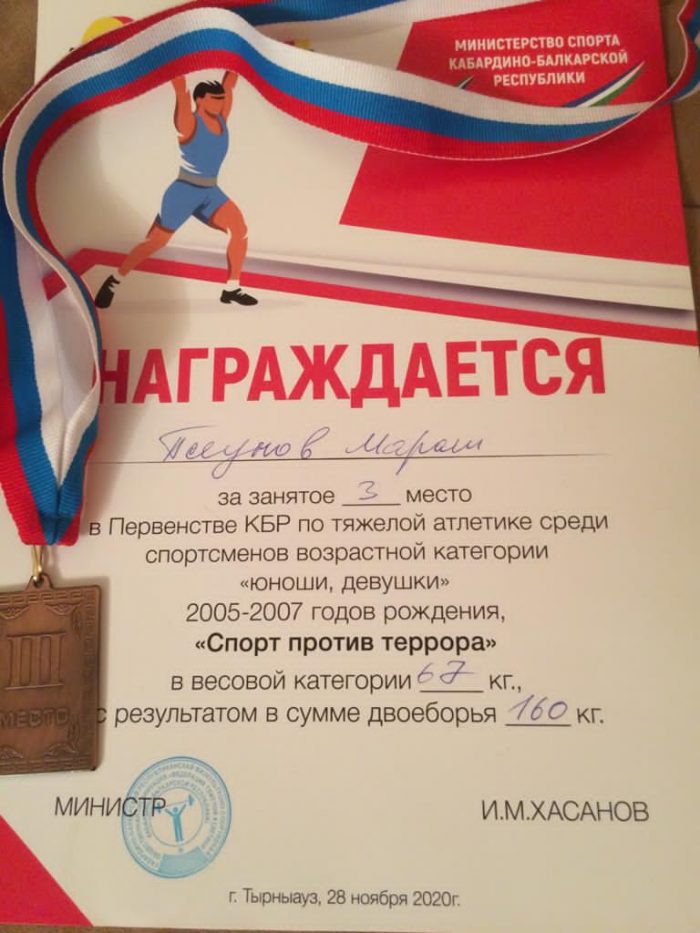 МИНИСТЕРСТВО СПОРТА
КАБАРДИНО-БАЛКАРСКОЙ
РЕСПУБЛИКИ
НАГРАЖДАЕТСЯ
за занятое 3 место
в Первенстве КБР по тяжелой атлетике среди
спортсменов возрастной категории
«юноши, девушки»
2005-2007 годов рождения,
«Спорт против террора»
в весовой категории 67 кг.,
с результатом в сумме двоеборья 160 кг.
III
МЕСТО
МИНИСТР И.М.ХАСАНОВ
г. Тырныауз, 28 ноября 2020г.